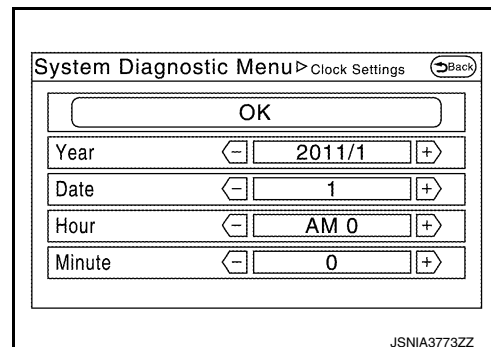 System Diagnostic Menu ▷ Clock Settings Back
OK
Year - 2011/1 +
Date - 1 +
Hour - AM 0 +
Minute - 0 +
JSNIA3773ZZ